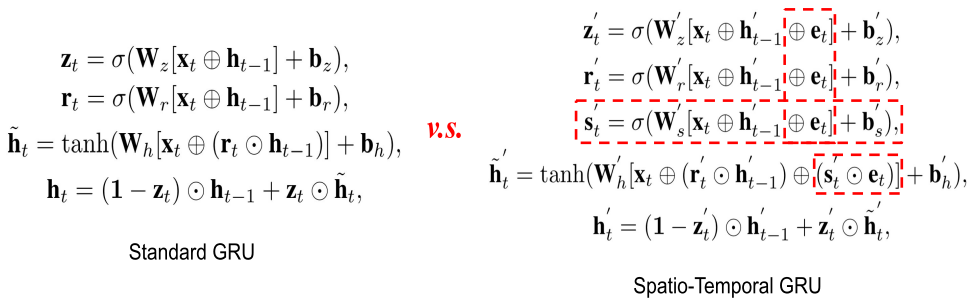 𝐳_t = σ(𝐖_z[𝐱_t ⊕ 𝐡_{t−1}] + 𝐛_z),
𝐫_t = σ(𝐖_r[𝐱_t ⊕ 𝐡_{t−1}] + 𝐛_r),
𝐡̃_t = tanh(𝐖_h[𝐱_t ⊕ (𝐫_t ⊙ 𝐡_{t−1})] + 𝐛_h),
𝐡_t = (𝟏 − 𝐳_t) ⊙ 𝐡_{t−1} + 𝐳_t ⊙ 𝐡̃_t,
Standard GRU
v.s.
𝐳′_t = σ(𝐖′_z[𝐱_t ⊕ 𝐡′_{t−1} ⊕ 𝐞_t] + 𝐛′_z),
𝐫′_t = σ(𝐖′_r[𝐱_t ⊕ 𝐡′_{t−1} ⊕ 𝐞_t] + 𝐛′_r),
𝐬′_t = σ(𝐖′_s[𝐱_t ⊕ 𝐡′_{t−1} ⊕ 𝐞_t] + 𝐛′_s),
𝐡̃′_t = tanh(𝐖′_h[𝐱_t ⊕ (𝐫′_t ⊙ 𝐡′_{t−1}) ⊕ (𝐬′_t ⊙ 𝐞_t)] + 𝐛′_h),
𝐡′_t = (𝟏 − 𝐳′_t) ⊙ 𝐡′_{t−1} + 𝐳′_t ⊙ 𝐡̃′_t,
Spatio-Temporal GRU